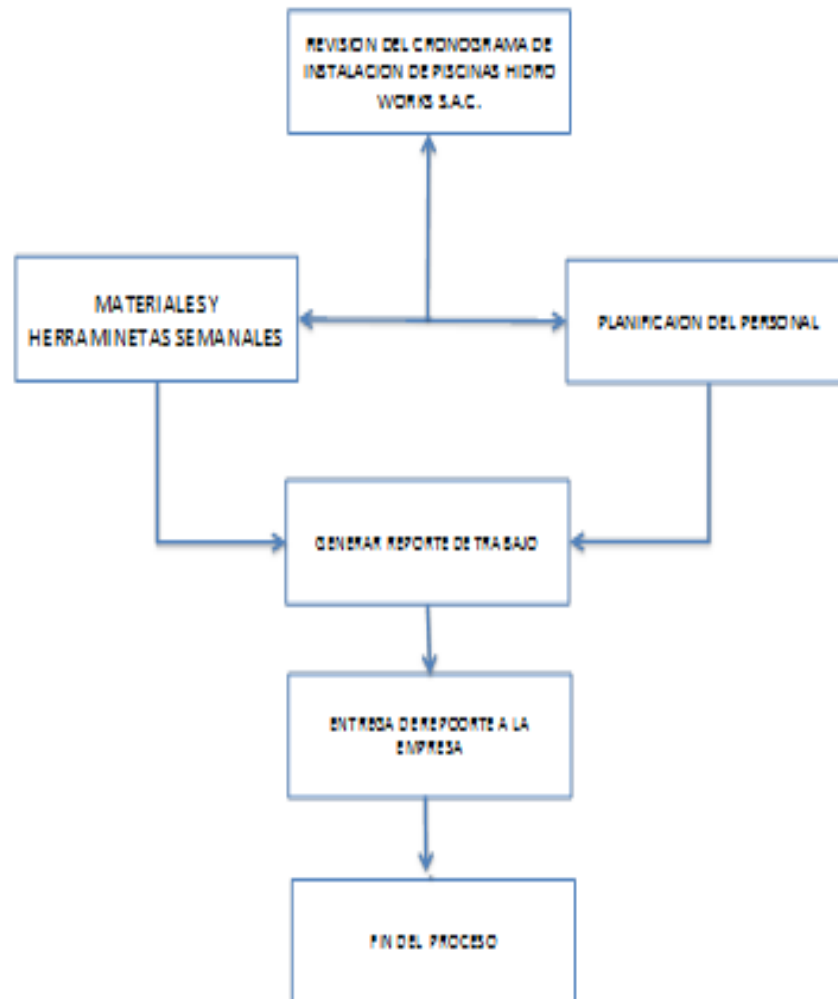 REVISION DEL CRONOGRAMA DE
INSTALACION DE PISCINAS HIDRO
WORKS S.A.C.
MATERIALES Y
HERRAMINETAS SEMANALES
PLANIFICAION DEL PERSONAL
GENERAR REPORTE DE TRABAJO
ENTREGA DE REPOORTE A LA
EMPRESA
FIN DEL PROCESO